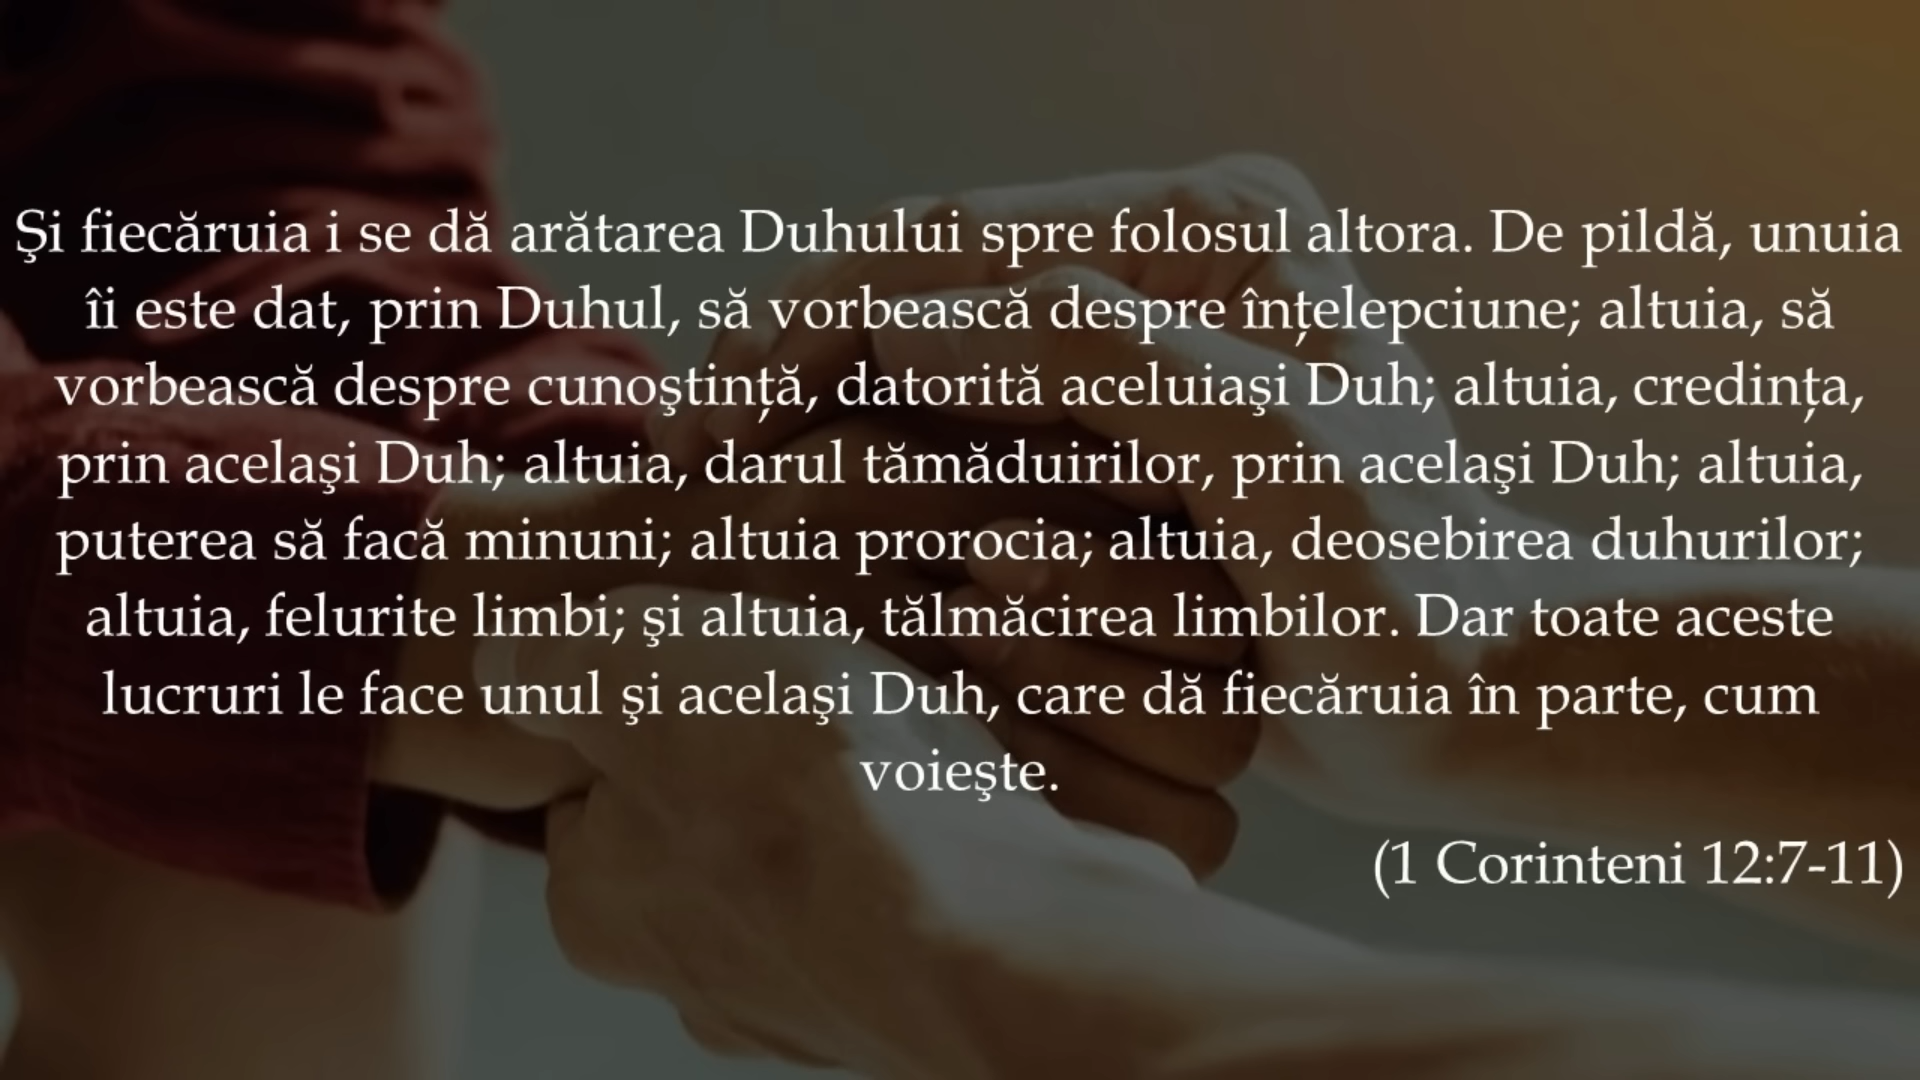 Şi fiecăruia i se dă arătarea Duhului spre folosul altora. De pildă, unuia
îi este dat, prin Duhul, să vorbească despre înțelepciune; altuia, să
vorbească despre cunoştință, datorită aceluiaşi Duh; altuia, credința,
prin acelaşi Duh; altuia, darul tămăduirilor, prin acelaşi Duh; altuia,
puterea să facă minuni; altuia prorocia; altuia, deosebirea duhurilor;
altuia, felurite limbi; şi altuia, tălmăcirea limbilor. Dar toate aceste
lucruri le face unul şi acelaşi Duh, care dă fiecăruia în parte, cum
voieşte.
(1 Corinteni 12:7-11)